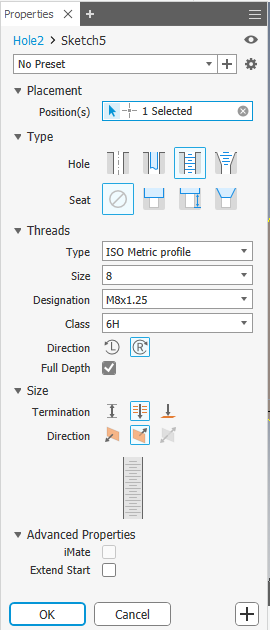 Properties
Hole2 > Sketch5
No Preset
Placement
Position(s) 1 Selected
Type
Hole
Seat
Threads
Type ISO Metric profile
Size 8
Designation M8x1.25
Class 6H
Direction
Full Depth
Size
Termination
Direction
Advanced Properties
iMate
Extend Start
OK Cancel